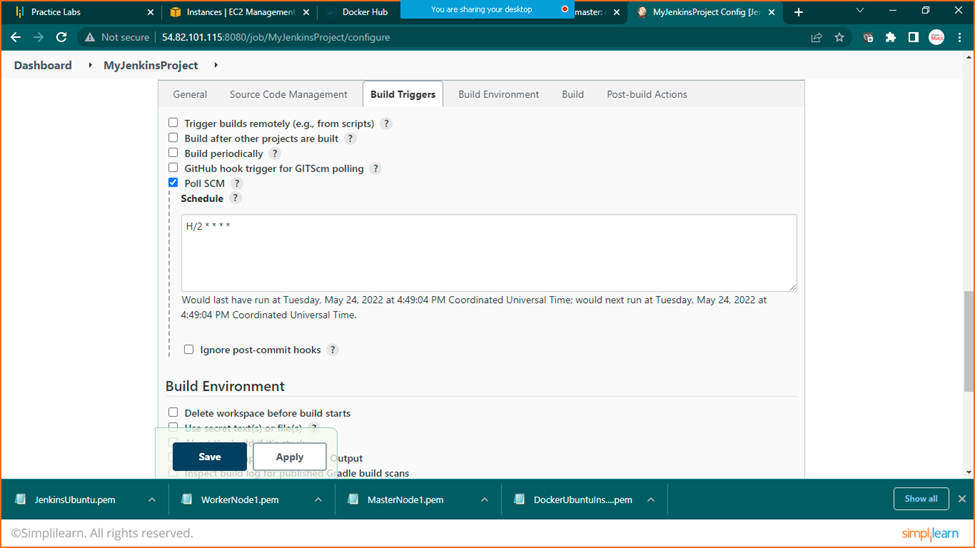 Practice Labs
Instances | EC2 Management
Docker Hub
You are sharing your desktop
master:
MyJenkinsProject Config [Je
Not secure | 54.82.101.115:8080/job/MyJenkinsProject/configure
Dashboard
MyJenkinsProject
General
Source Code Management
Build Triggers
Build Environment
Build
Post-build Actions
Trigger builds remotely (e.g., from scripts) ?
Build after other projects are built ?
Build periodically ?
GitHub hook trigger for GITScm polling ?
Poll SCM ?
Schedule ?
H/2 * * * *
Would last have run at Tuesday, May 24, 2022 at 4:49:04 PM Coordinated Universal Time; would next run at Tuesday, May 24, 2022 at
4:49:04 PM Coordinated Universal Time.
Ignore post-commit hooks ?
Build Environment
Delete workspace before build starts
Use secret text(s) or file(s) ?
Save
Apply
Output
Inspect build log for published Gradle build scans
JenkinsUbuntu.pem
WorkerNode1.pem
MasterNode1.pem
DockerUbuntuIns....pem
Show all
©Simplilearn. All rights reserved.
simplilearn